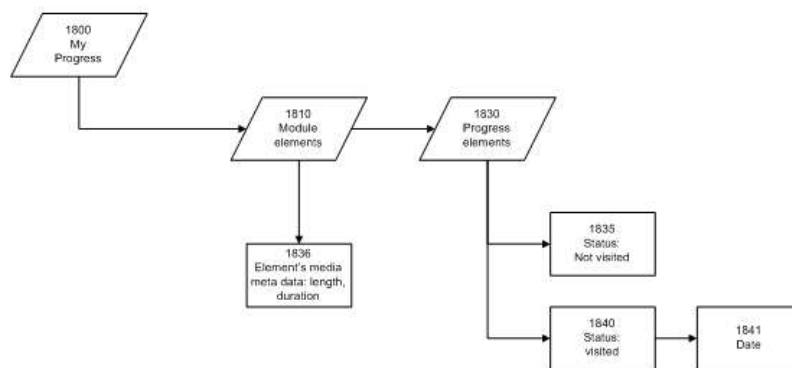 1800
My
Progress
1810
Module
elements
1830
Progress
elements
1836
Element's media
meta data: length,
duration
1835
Status:
Not visited
1840
Status:
visited
1841
Date